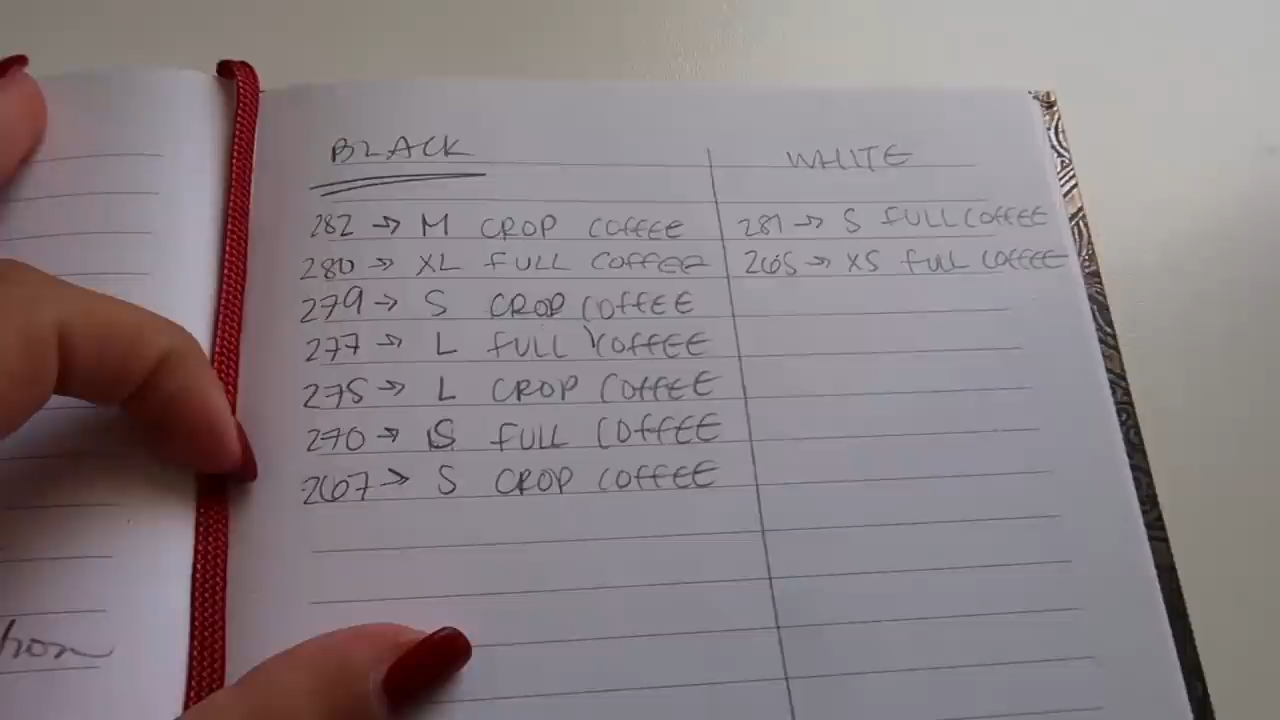 BLACK
282 → M CROP COFFEE
280 → XL FULL COFFEE
279 → S CROP COFFEE
277 → L FULL COFFEE
275 → L CROP COFFEE
270 → S FULL COFFEE
267 → S CROP COFFEE
WHITE
281 → S FULL COFFEE
265 → XS FULL COFFEE